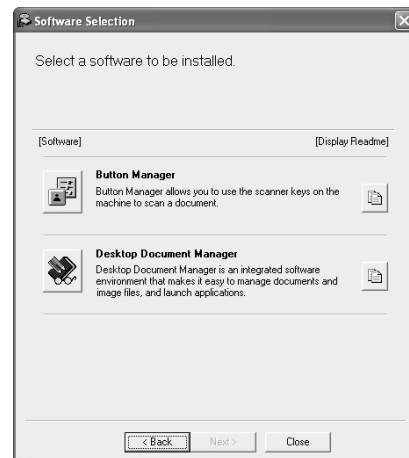 Software Selection
Select a software to be installed.
[Software] [Display Readme]
Button Manager
Button Manager allows you to use the scanner keys on the
machine to scan a document.
Desktop Document Manager
Desktop Document Manager is an integrated software
environment that makes it easy to manage documents and
image files, and launch applications.
< Back Next > Close